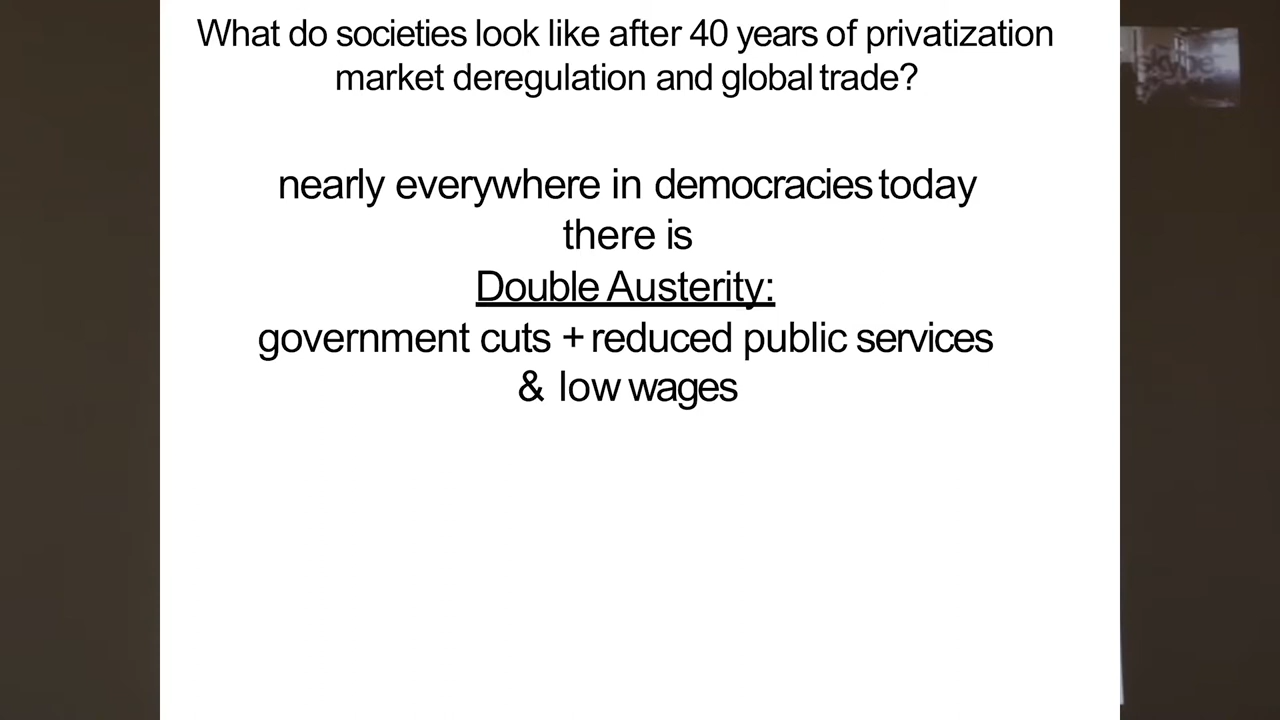 What do societies look like after 40 years of privatization
market deregulation and global trade?
nearly everywhere in democracies today
there is
Double Austerity:
government cuts + reduced public services
& low wages
skype